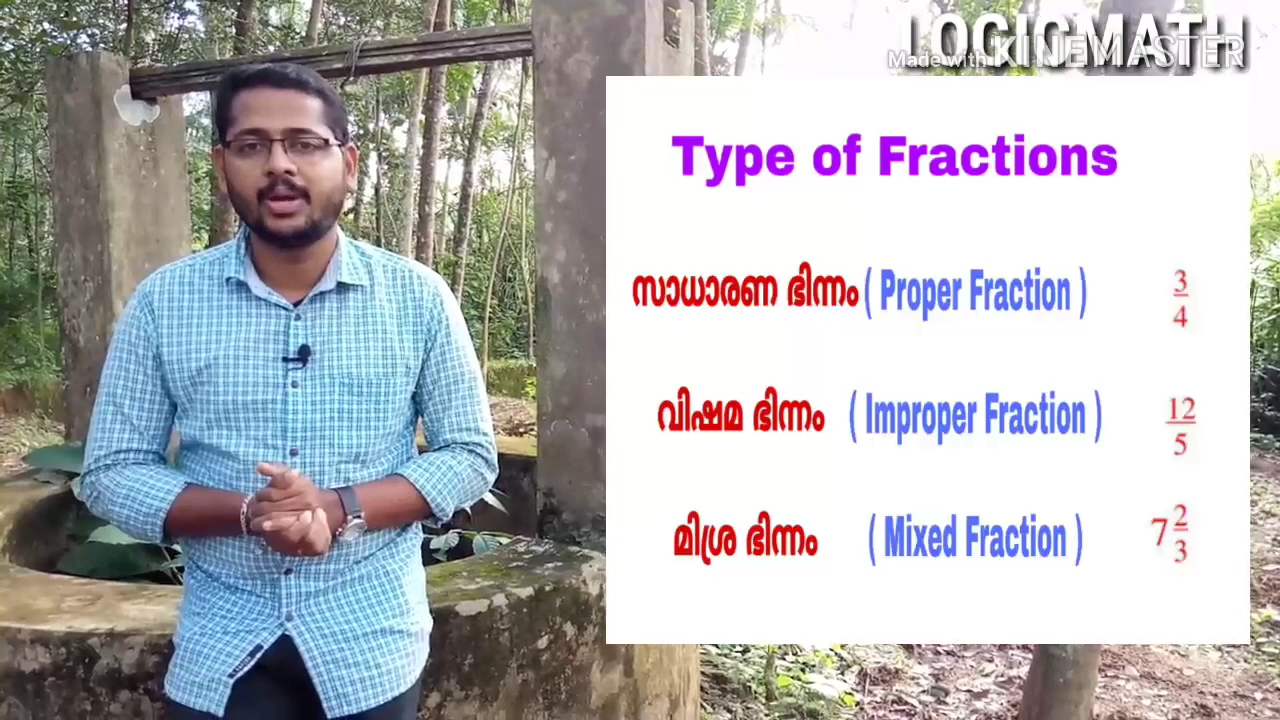 LOGICMATH
Made with KINEMASTER
Type of Fractions
സാധാരണ ഭിന്നം ( Proper Fraction ) 3/4
വിഷമ ഭിന്നം ( Improper Fraction ) 12/5
മിശ്ര ഭിന്നം ( Mixed Fraction ) 7 2/3